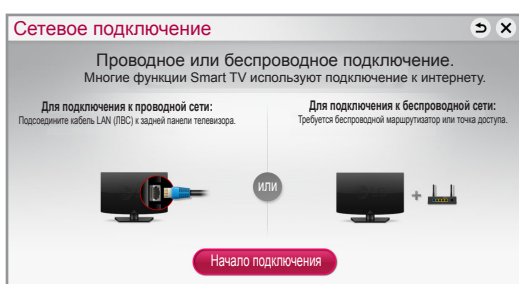 Сетевое подключение
Проводное или беспроводное подключение.
Многие функции Smart TV используют подключение к интернету.
Для подключения к проводной сети:
Подсоедините кабель LAN (ЛВС) к задней панели телевизора.
Для подключения к беспроводной сети:
Требуется беспроводной маршрутизатор или точка доступа.
или
Начало подключения